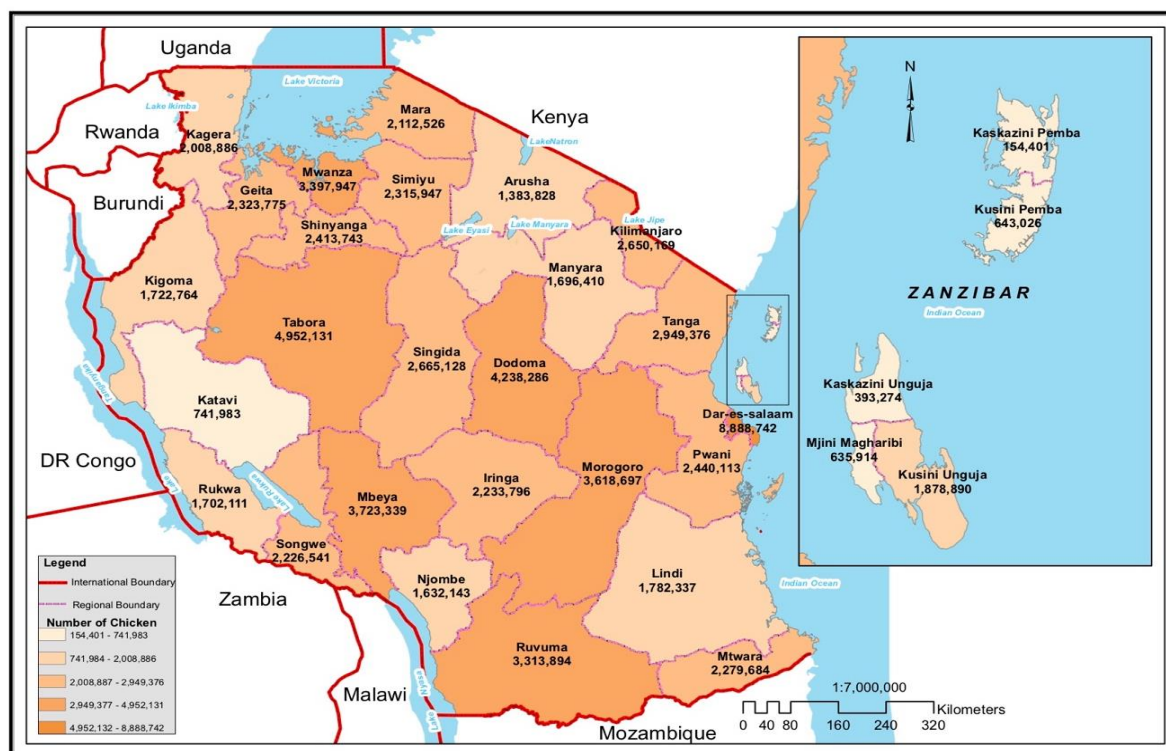 Uganda
Lake Victoria
Lake Ikimba
Mara
2,112,526
Kenya
Rwanda
Kagera
2,008,886
LakeNatron
Mwanza
3,397,947
Simiyu
2,315,947
Arusha
1,383,828
Geita
2,323,775
Burundi
Shinyanga
2,413,743
Lake Eyasi
Lake Manyara
Lake Jipe
Kilimanjaro
2,650,169
Kigoma
1,722,764
Manyara
1,696,410
Tabora
4,952,131
Singida
2,665,128
Dodoma
4,238,286
Tanga
2,949,376
Tanganyika
Lake
Katavi
741,983
Dar-es-salaam
8,888,742
DR Congo
Pwani
2,440,113
Morogoro
3,618,697
Rukwa
1,702,111
Lake Rukwa
Mbeya
3,723,339
Iringa
2,233,796
Songwe
2,226,541
Njombe
1,632,143
Lindi
1,782,337
Indian Ocean
Zambia
Ruvuma
3,313,894
Mtwara
2,279,684
Malawi
Lake
Nyasa
Mozambique
N
Kaskazini Pemba
154,401
Kusini Pemba
643,026
ZANZIBAR
Indian Ocean
Kaskazini Unguja
393,274
Mjini Magharibi
635,914
Kusini Unguja
1,878,890
Legend
International Boundary
Regional Boundary
Number of Chicken
154,401 - 741,983
741,984 - 2,008,886
2,008,887 - 2,949,376
2,949,377 - 4,952,131
4,952,132 - 8,888,742
1:7,000,000
Kilometers
0 40 80 160 240 320